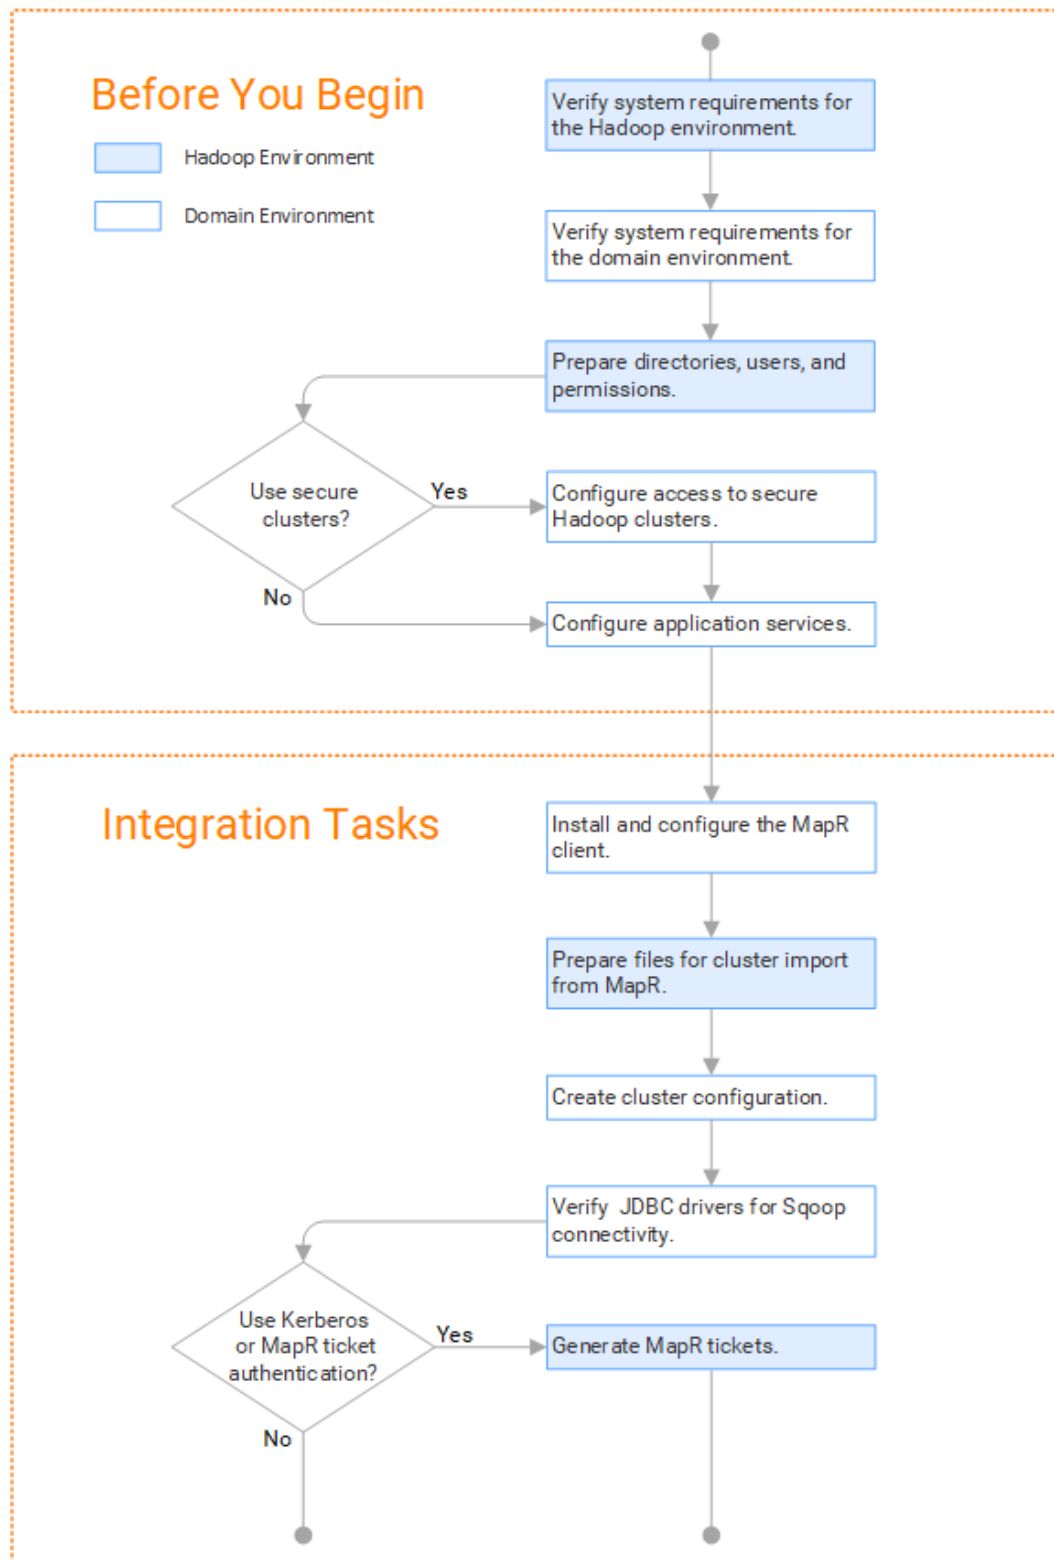 Before You Begin
Hadoop Environment
Domain Environment
Verify system requirements for
the Hadoop environment.
Verify system requirements for
the domain environment.
Prepare directories, users, and
permissions.
Use secure
clusters?
Yes
No
Configure access to secure
Hadoop clusters.
Configure application services.
Integration Tasks
Install and configure the MapR
client.
Prepare files for cluster import
from MapR.
Create cluster configuration.
Verify JDBC drivers for Sqoop
connectivity.
Use Kerberos
or MapR ticket
authentication?
Yes
No
Generate MapR tickets.